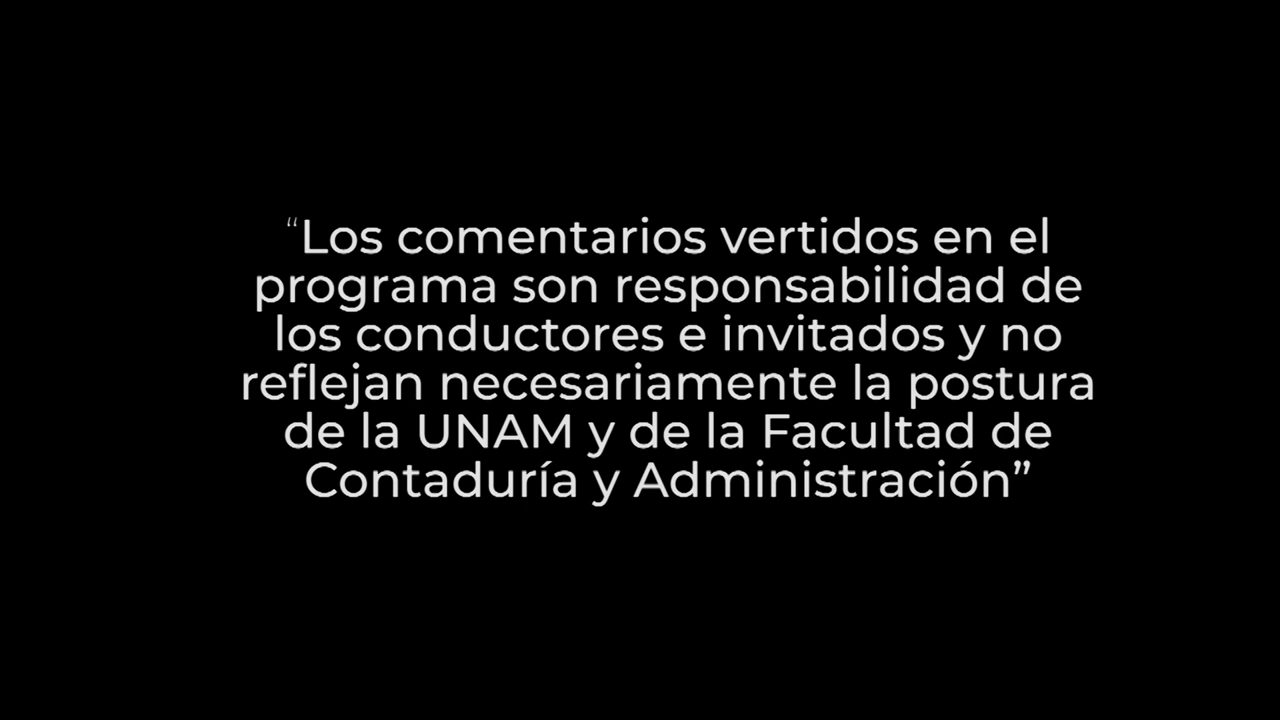 “Los comentarios vertidos en el
programa son responsabilidad de
los conductores e invitados y no
reflejan necesariamente la postura
de la UNAM y de la Facultad de
Contaduría y Administración”